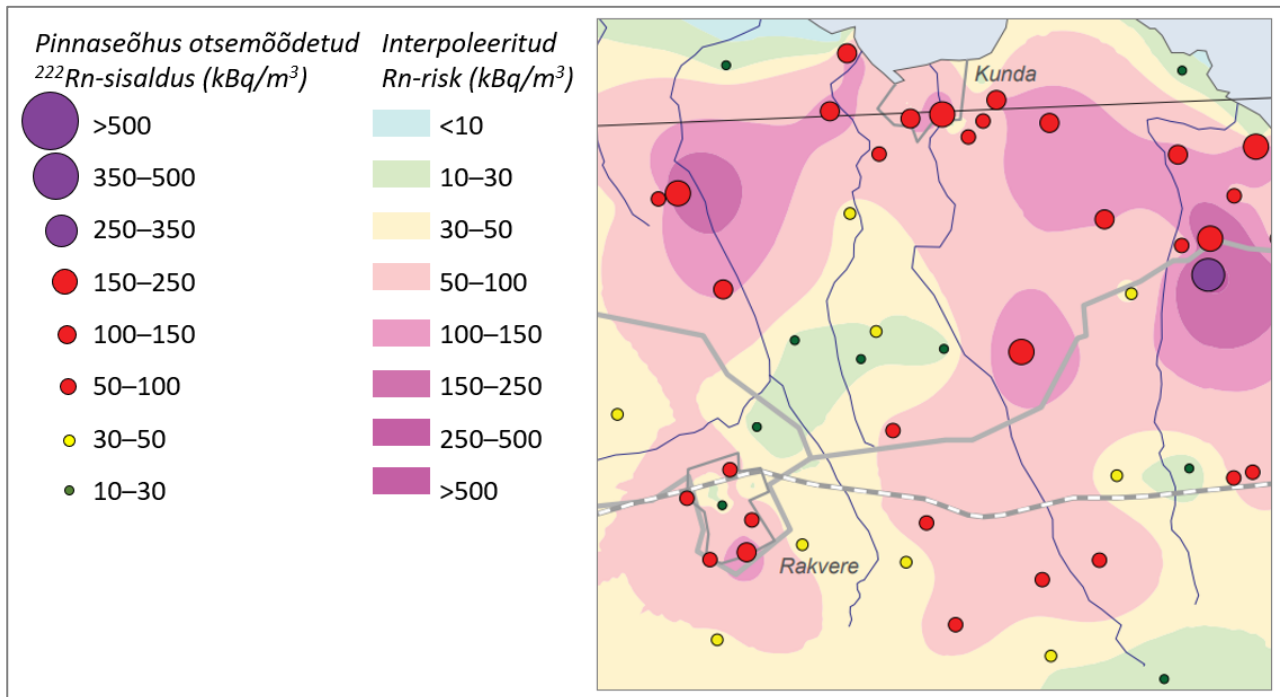 Pinnaseõhus otsemõõdetud
²²²Rn-sisaldus (kBq/m³)
>500
350–500
250–350
150–250
100–150
50–100
30–50
10–30
Interpoleeritud
Rn-risk (kBq/m³)
<10
10–30
30–50
50–100
100–150
150–250
250–500
>500
Kunda
Rakvere